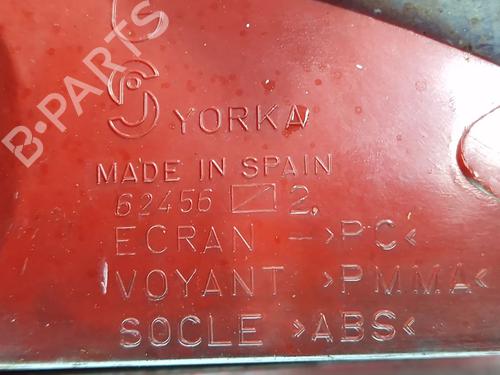 B-PARTS
YORKA
MADE IN SPAIN
62456 2.
ECRAN - >PC<
VOYANT >PMMA<
SOCLE >ABS<